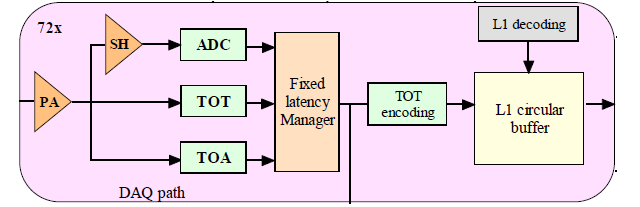 72x
SH
ADC
L1 decoding
PA
TOT
Fixed
latency
Manager
TOT
encoding
L1 circular
buffer
TOA
DAQ path